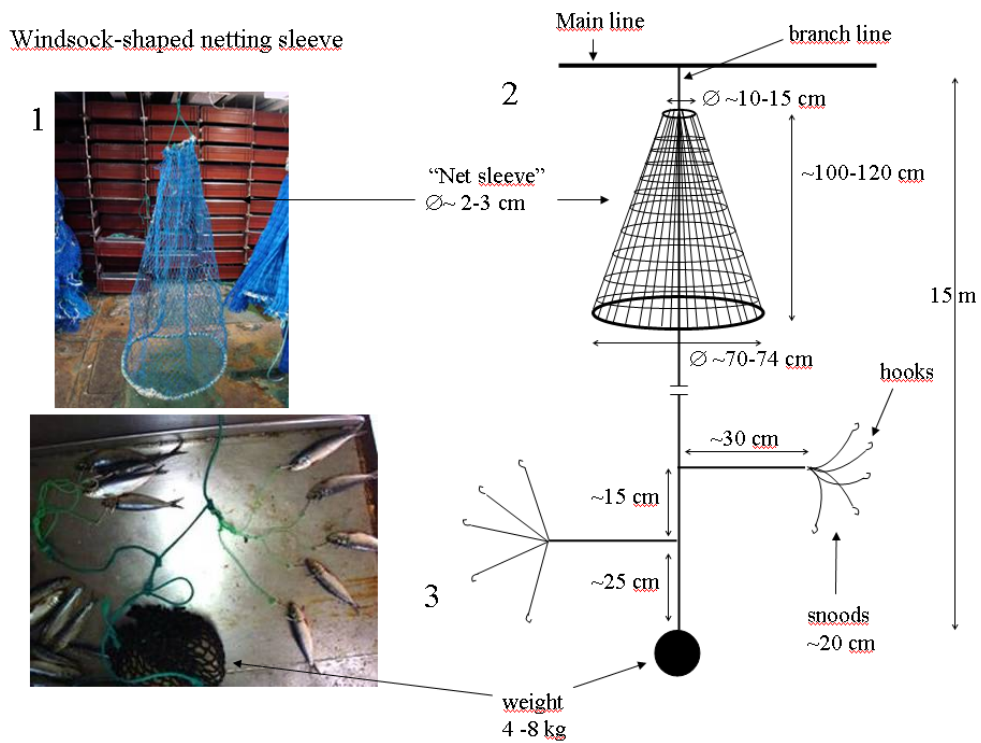 Windsock-shaped netting sleeve
Main line
branch line
1
2
Ø ~10-15 cm
~100-120 cm
“Net sleeve”
Ø~ 2-3 cm
15 m
Ø ~70-74 cm
hooks
~30 cm
~15 cm
~25 cm
3
snoods
~20 cm
weight
4 -8 kg